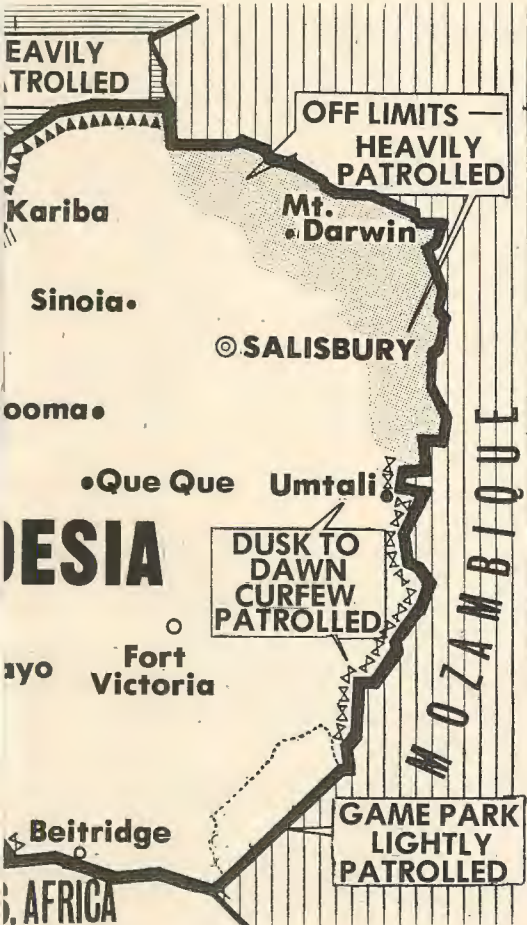 EAVILY
TROLLED
OFF LIMITS —
HEAVILY
PATROLLED
Kariba
Mt.
Darwin
Sinoia
SALISBURY
ooma
Que Que
Umtali
DESIA
DUSK TO
DAWN
CURFEW
PATROLLED
MOZAMBIQUE
Fort
Victoria
ayo
GAME PARK
LIGHTLY
PATROLLED
Beitridge
S. AFRICA